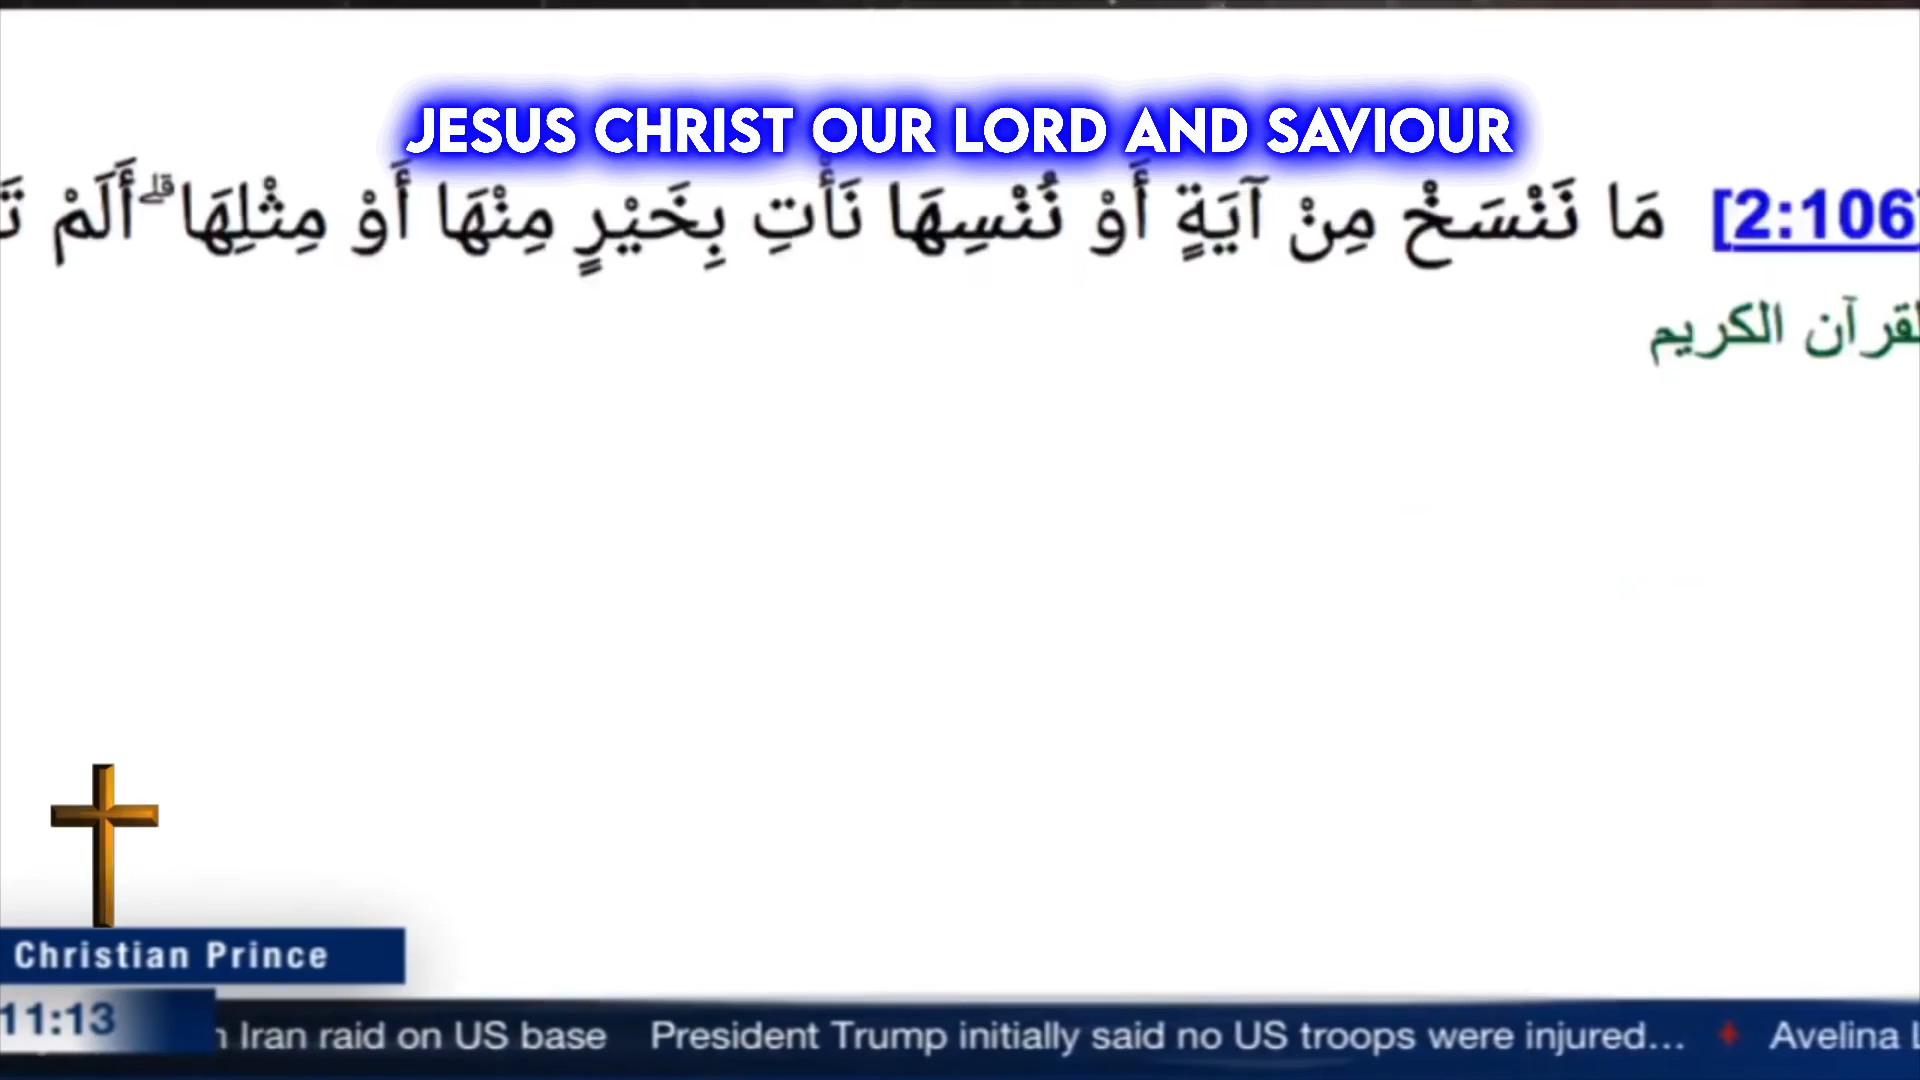 JESUS CHRIST OUR LORD AND SAVIOUR
[2:106] مَا نَنْسَخْ مِنْ آيَةٍ أَوْ نُنْسِهَا نَأْتِ بِخَيْرٍ مِنْهَا أَوْ مِثْلِهَا ۗ أَلَمْ
القرآن الكريم
Christian Prince
11:13
Iran raid on US base President Trump initially said no US troops were injured... Avelina